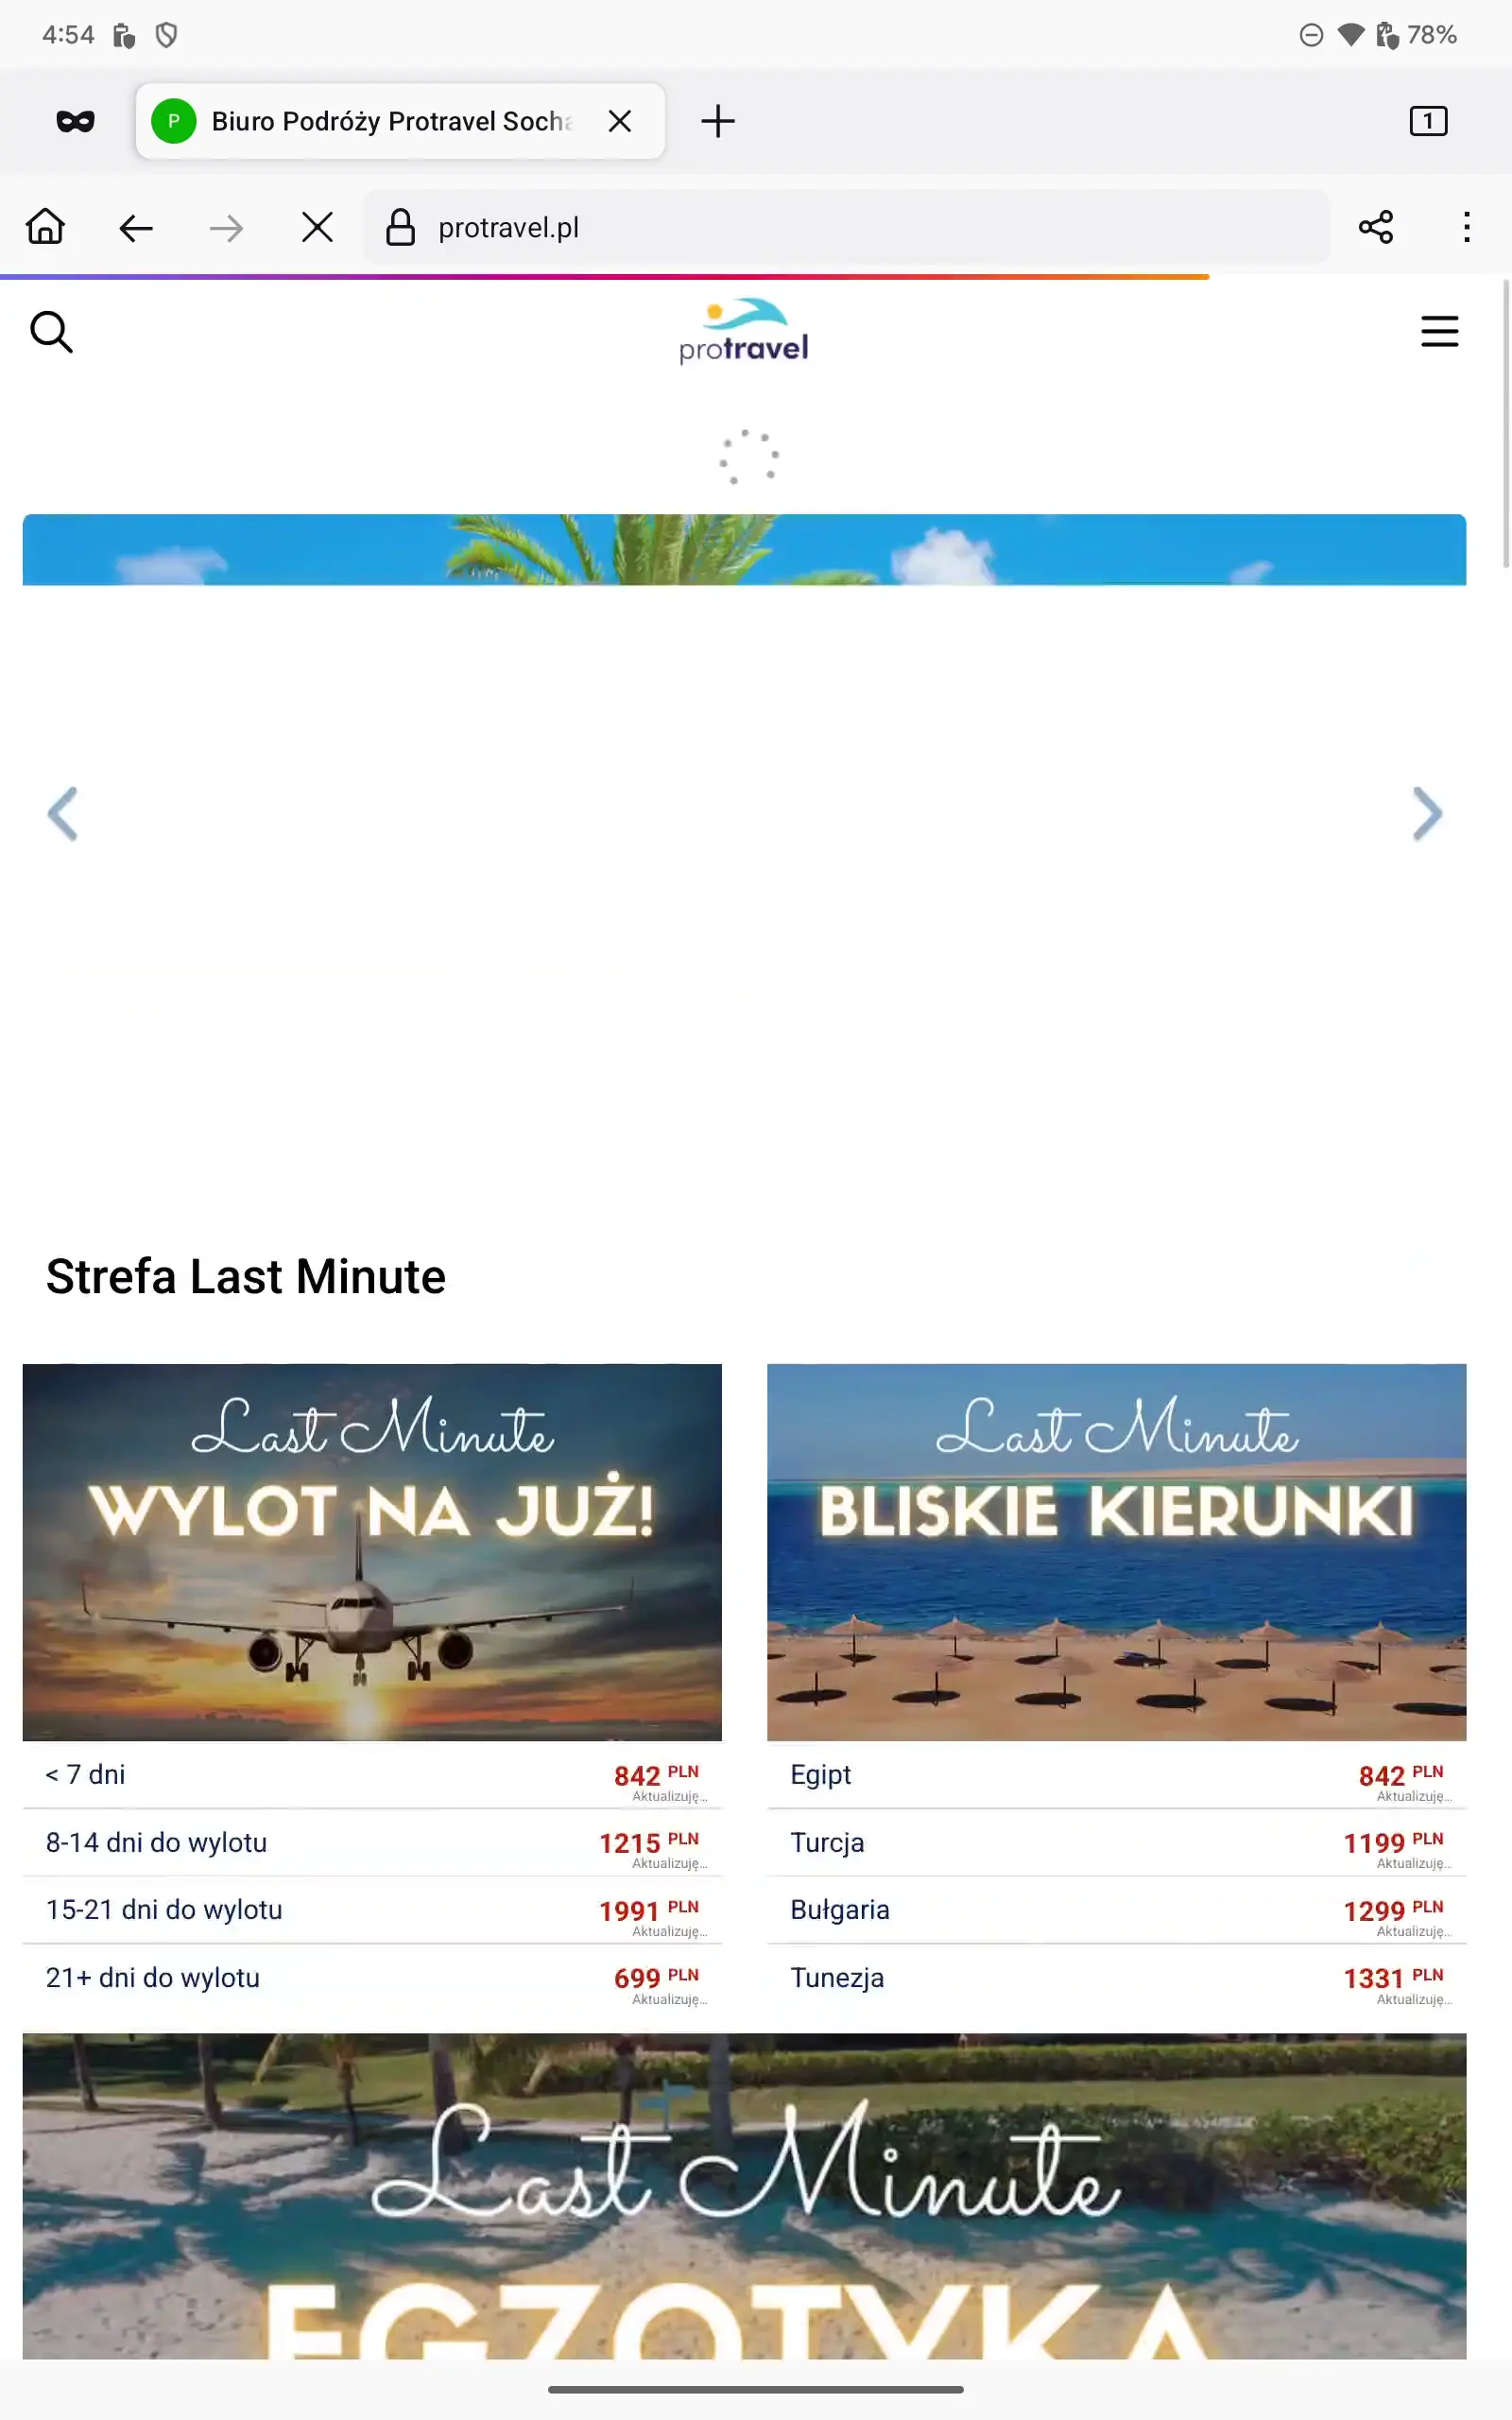 4:54
78%
P
Biuro Podróży Protravel Socha
1
protravel.pl
protravel
Strefa Last Minute
Last Minute
WYLOT NA JUŻ!
< 7 dni
842 PLN
Aktualizuję...
8-14 dni do wylotu
1215 PLN
Aktualizuję...
15-21 dni do wylotu
1991 PLN
Aktualizuję...
21+ dni do wylotu
699 PLN
Aktualizuję...
Last Minute
BLISKIE KIERUNKI
Egipt
842 PLN
Aktualizuję...
Turcja
1199 PLN
Aktualizuję...
Bułgaria
1299 PLN
Aktualizuję...
Tunezja
1331 PLN
Aktualizuję...
Last Minute
EGZOTYKA